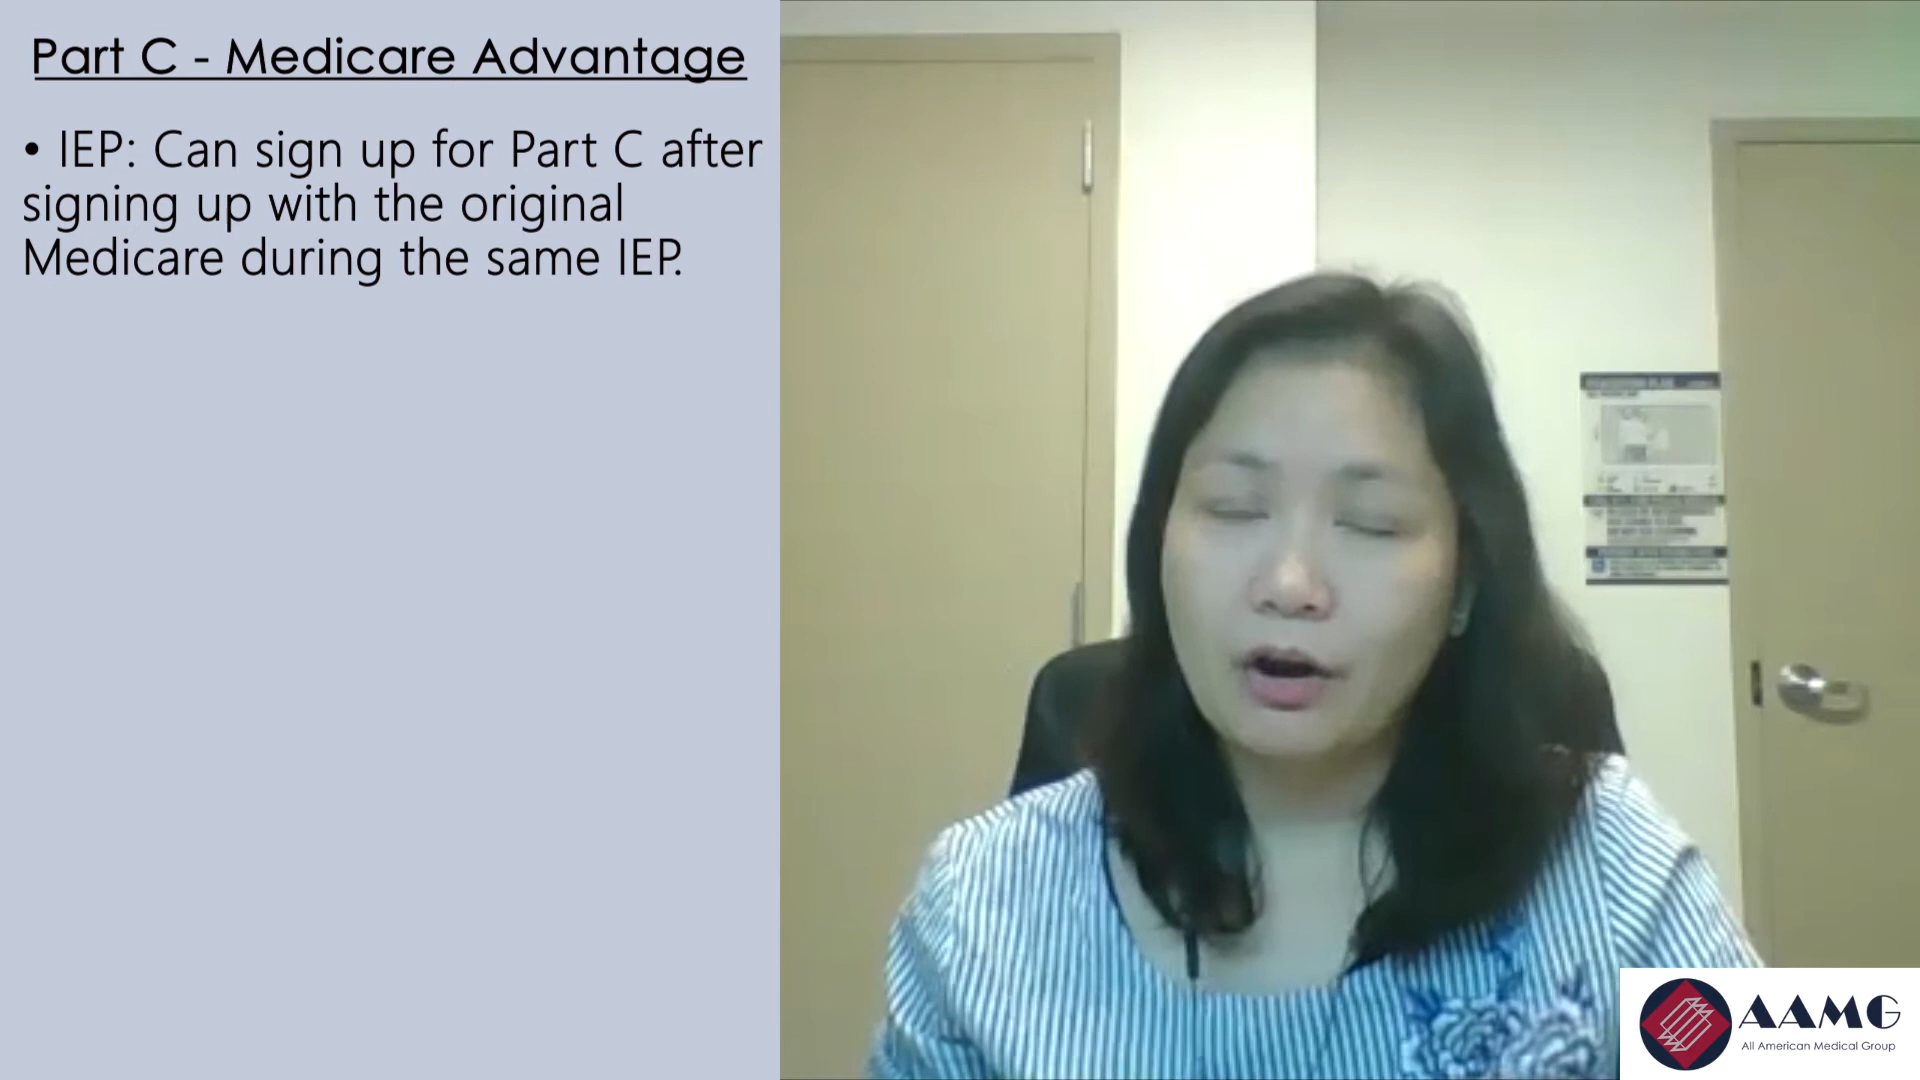 Part C - Medicare Advantage
• IEP: Can sign up for Part C after
signing up with the original
Medicare during the same IEP.
AAMG
All American Medical Group